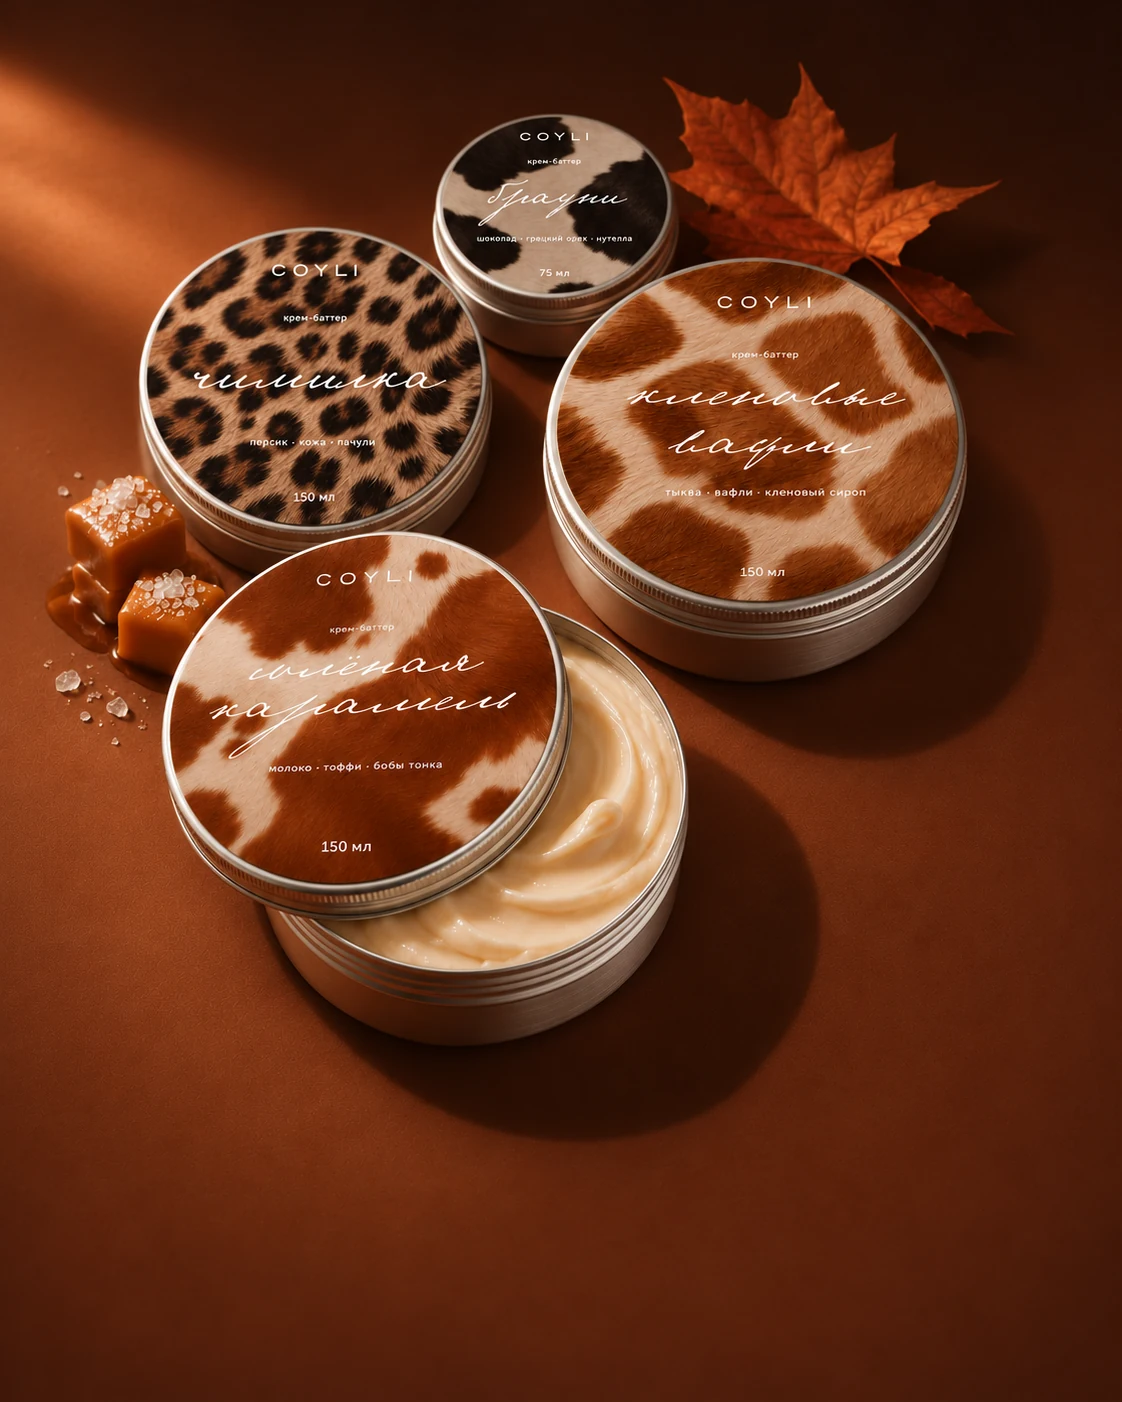 COYLI
крем-баттер
брауни
шоколад · грецкий орех · нутелла
75 мл
COYLI
крем-баттер
чимилка
персик · кожа · пачули
150 мл
COYLI
крем-баттер
кленовые
вафли
тыква · вафли · кленовый сироп
150 мл
COYLI
крем-баттер
солёная
карамель
молоко · тоффи · бобы тонка
150 мл